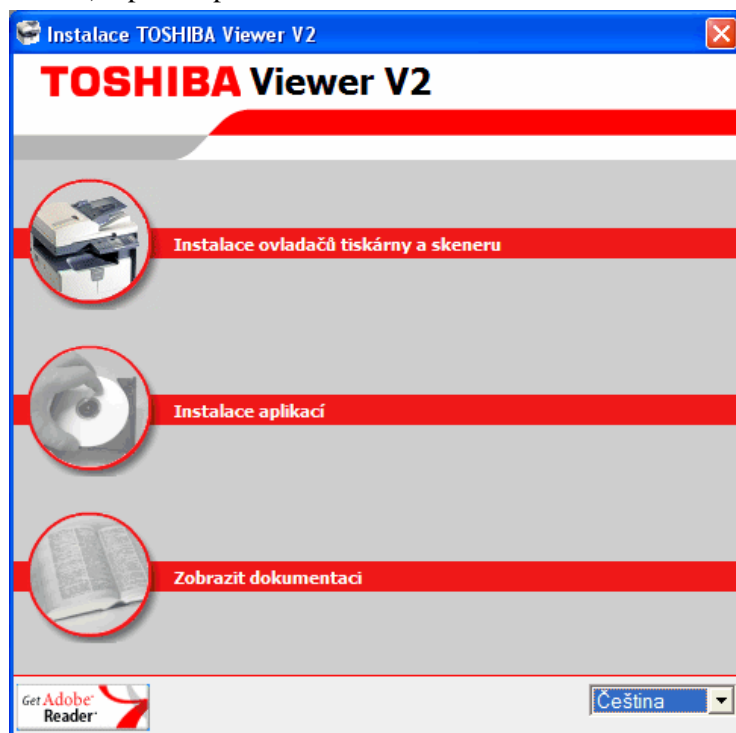 Instalace TOSHIBA Viewer V2
TOSHIBA Viewer V2
Instalace ovladačů tiskárny a skeneru
Instalace aplikací
Zobrazit dokumentaci
Get Adobe
Reader
Čeština